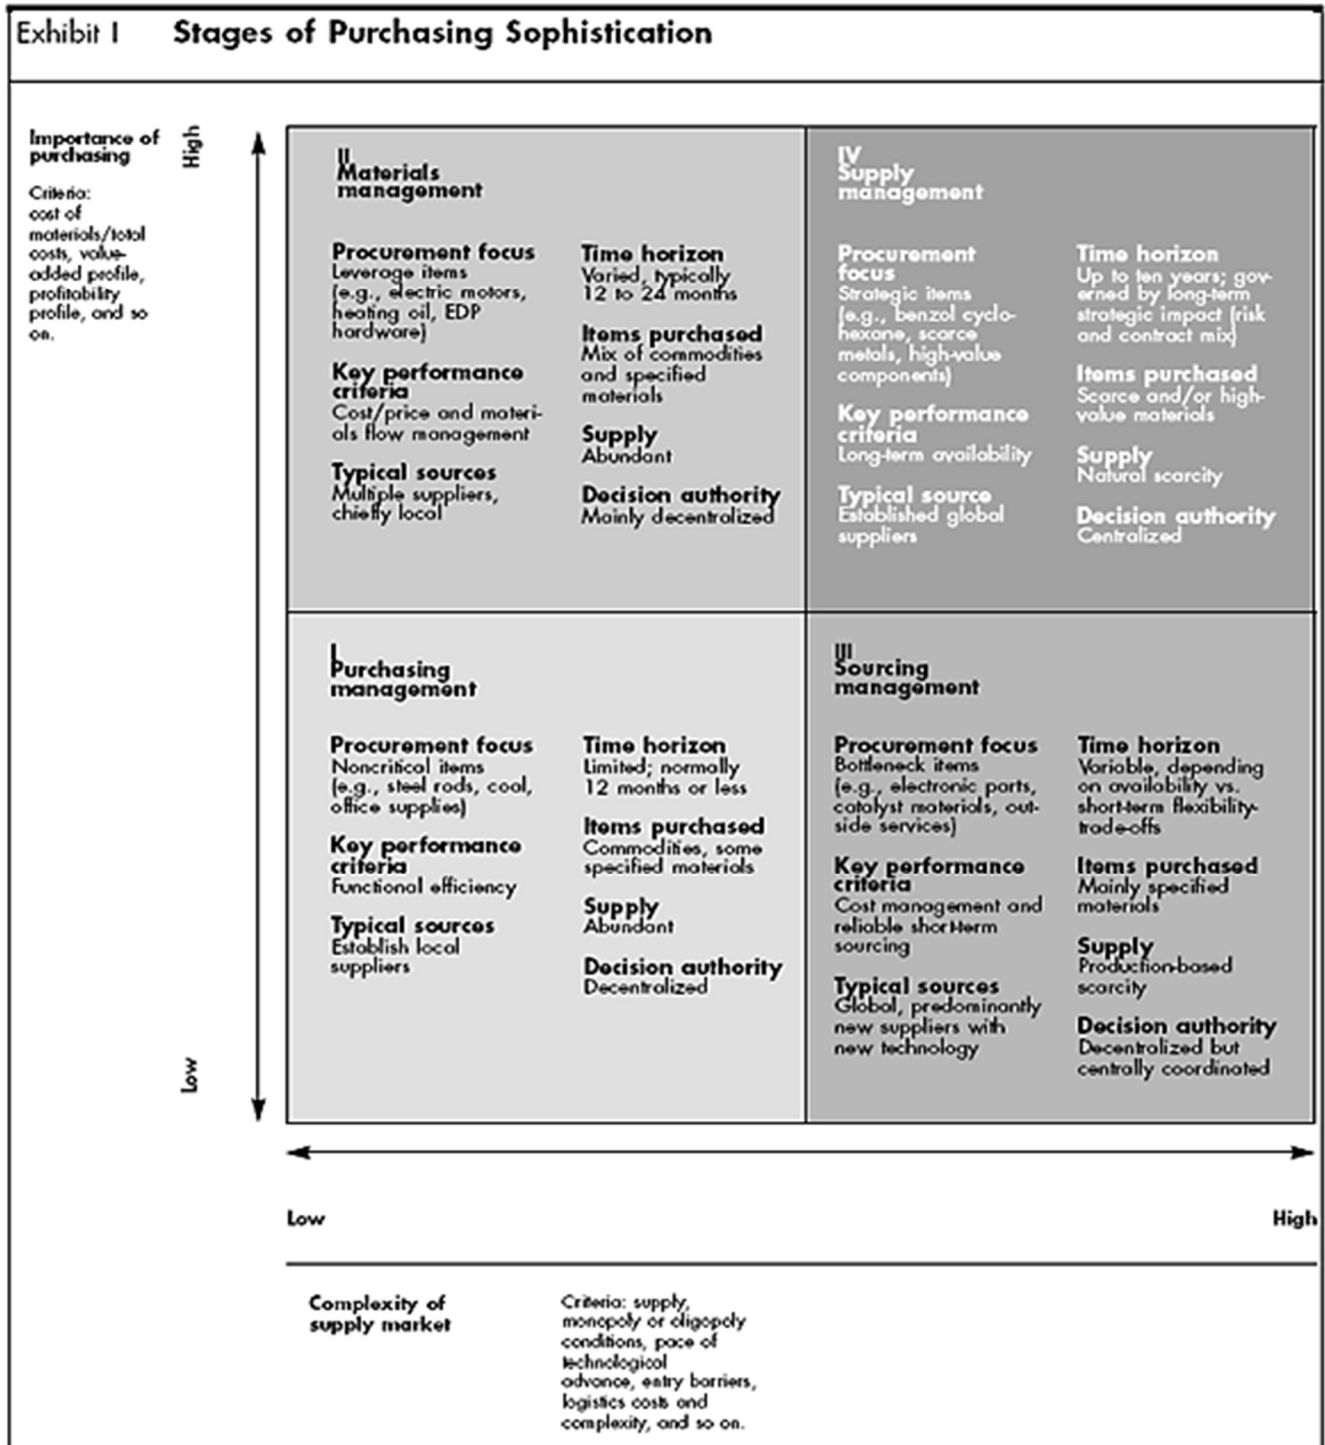 Exhibit I Stages of Purchasing Sophistication
Importance of
purchasing
Criteria:
cost of
materials/total
costs, value-
added profile,
profitability
profile, and so
on.
High
Low
II
Materials
management
Procurement focus
Leverage items
(e.g., electric motors,
heating oil, EDP
hardware)
Key performance
criteria
Cost/price and materi-
als flow management
Typical sources
Multiple suppliers,
chiefly local
Time horizon
Varied, typically
12 to 24 months
Items purchased
Mix of commodities
and specified
materials
Supply
Abundant
Decision authority
Mainly decentralized
IV
Supply
management
Procurement
focus
Strategic items
(e.g., benzol cyclo-
hexane, scarce
metals, high-value
components)
Key performance
criteria
Long-term availability
Typical source
Established global
suppliers
Time horizon
Up to ten years; gov-
erned by long-term
strategic impact (risk
and contract mix)
Items purchased
Scarce and/or high-
value materials
Supply
Natural scarcity
Decision authority
Centralized
I
Purchasing
management
Procurement focus
Noncritical items
(e.g., steel rods, coal,
office supplies)
Key performance
criteria
Functional efficiency
Typical sources
Establish local
suppliers
Time horizon
Limited; normally
12 months or less
Items purchased
Commodities, some
specified materials
Supply
Abundant
Decision authority
Decentralized
III
Sourcing
management
Procurement focus
Bottleneck items
(e.g., electronic parts,
catalyst materials, out-
side services)
Key performance
criteria
Cost management and
reliable short-term
sourcing
Typical sources
Global, predominantly
new suppliers with
new technology
Time horizon
Variable, depending
on availability vs.
short-term flexibility-
trade-offs
Items purchased
Mainly specified
materials
Supply
Production-based
scarcity
Decision authority
Decentralized but
centrally coordinated
Low
High
Complexity of
supply market
Criteria: supply,
monopoly or oligopoly
conditions, pace of
technological
advance, entry barriers,
logistics costs and
complexity, and so on.